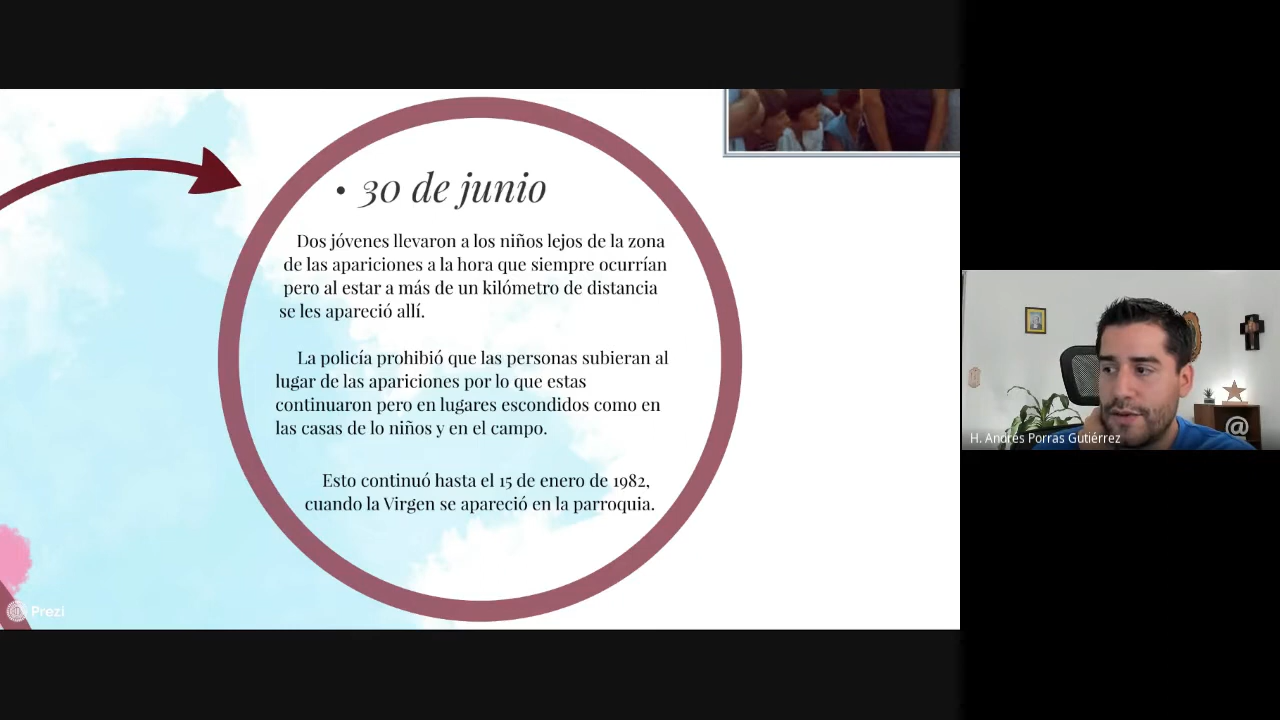 • 30 de junio
Dos jóvenes llevaron a los niños lejos de la zona
de las apariciones a la hora que siempre ocurrían
pero al estar a más de un kilómetro de distancia
se les apareció allí.
La policía prohibió que las personas subieran al
lugar de las apariciones por lo que estas
continuaron pero en lugares escondidos como en
las casas de lo niños y en el campo.
Esto continuó hasta el 15 de enero de 1982,
cuando la Virgen se apareció en la parroquia.
Prezi
@
H. Andres Porras Gutiérrez